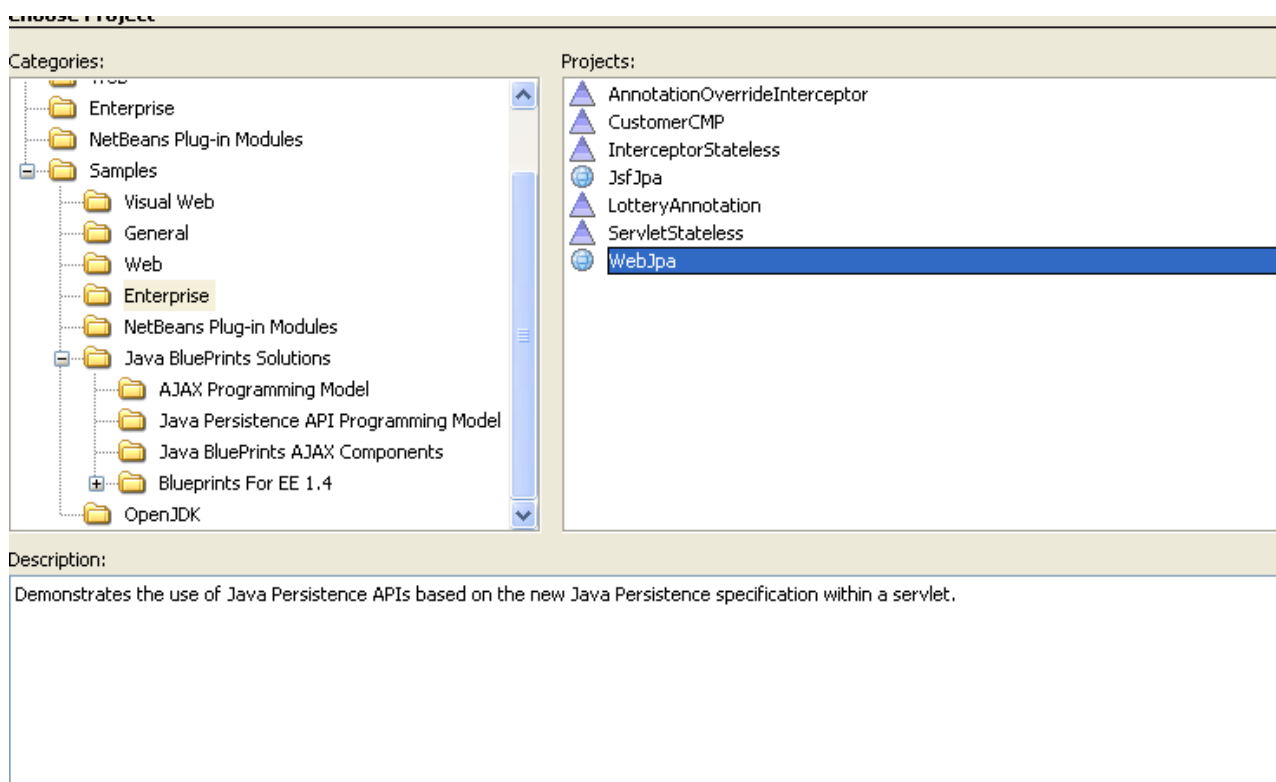 Choose Project
Categories:
Web
Enterprise
NetBeans Plug-in Modules
Samples
Visual Web
General
Web
Enterprise
NetBeans Plug-in Modules
Java BluePrints Solutions
AJAX Programming Model
Java Persistence API Programming Model
Java BluePrints AJAX Components
Blueprints For EE 1.4
OpenJDK
Projects:
AnnotationOverrideInterceptor
CustomerCMP
InterceptorStateless
JsfJpa
LotteryAnnotation
ServletStateless
WebJpa
Description:
Demonstrates the use of Java Persistence APIs based on the new Java Persistence specification within a servlet.